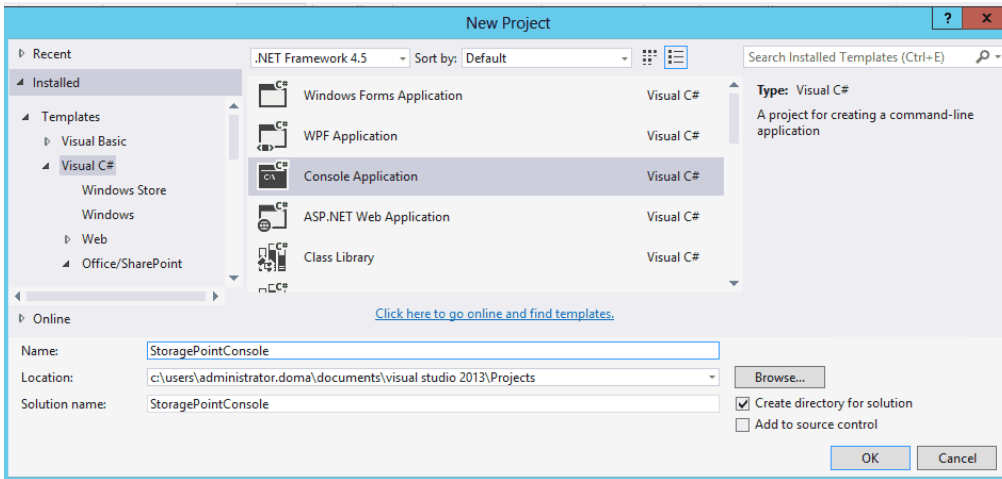 New Project
? x
Recent
.NET Framework 4.5 Sort by: Default
Search Installed Templates (Ctrl+E)
Installed
Templates
Visual Basic
Visual C#
Windows Store
Windows
Web
Office/SharePoint
Online
C# Windows Forms Application Visual C#
C# WPF Application Visual C#
C# C:\ Console Application Visual C#
C# ASP.NET Web Application Visual C#
C# Class Library Visual C#
C#
Click here to go online and find templates.
Type: Visual C#
A project for creating a command-line
application
Name: StoragePointConsole
Location: c:\users\administrator.doma\documents\visual studio 2013\Projects
Browse...
Solution name: StoragePointConsole
Create directory for solution
Add to source control
OK Cancel